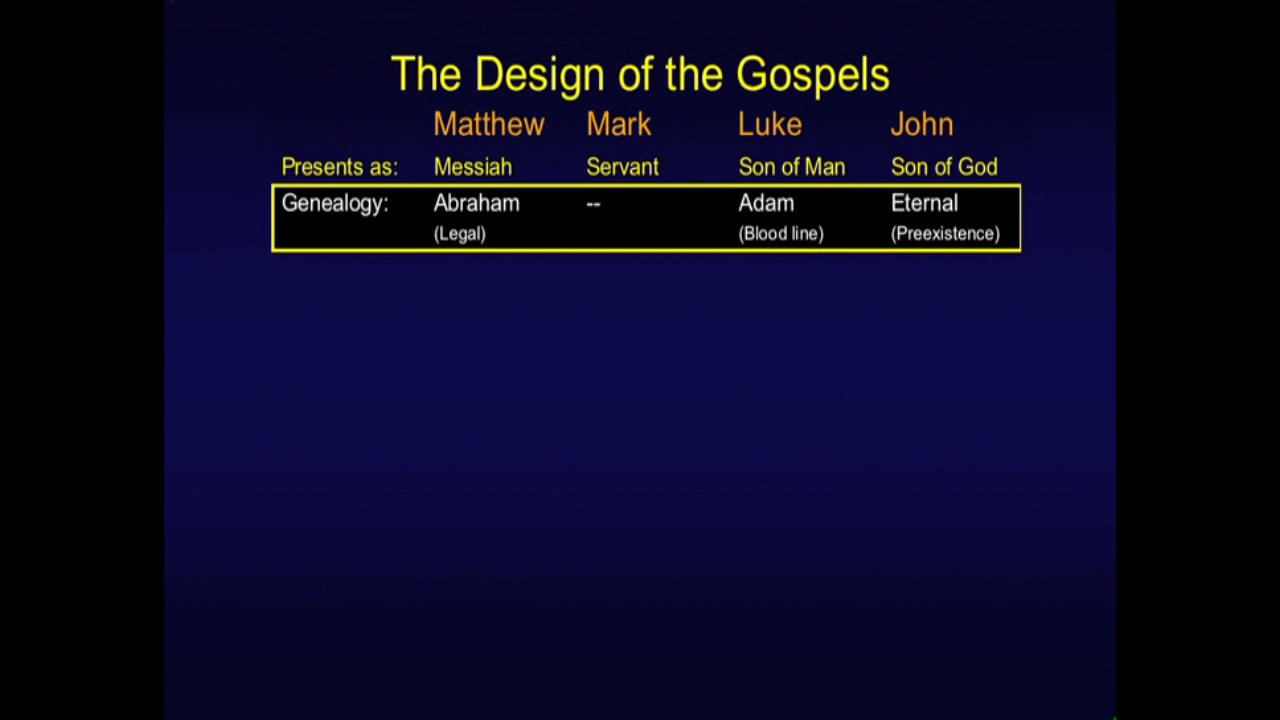 The Design of the Gospels
Matthew Mark Luke John
Presents as: Messiah Servant Son of Man Son of God
Genealogy: Abraham -- Adam Eternal
(Legal) (Blood line) (Preexistence)